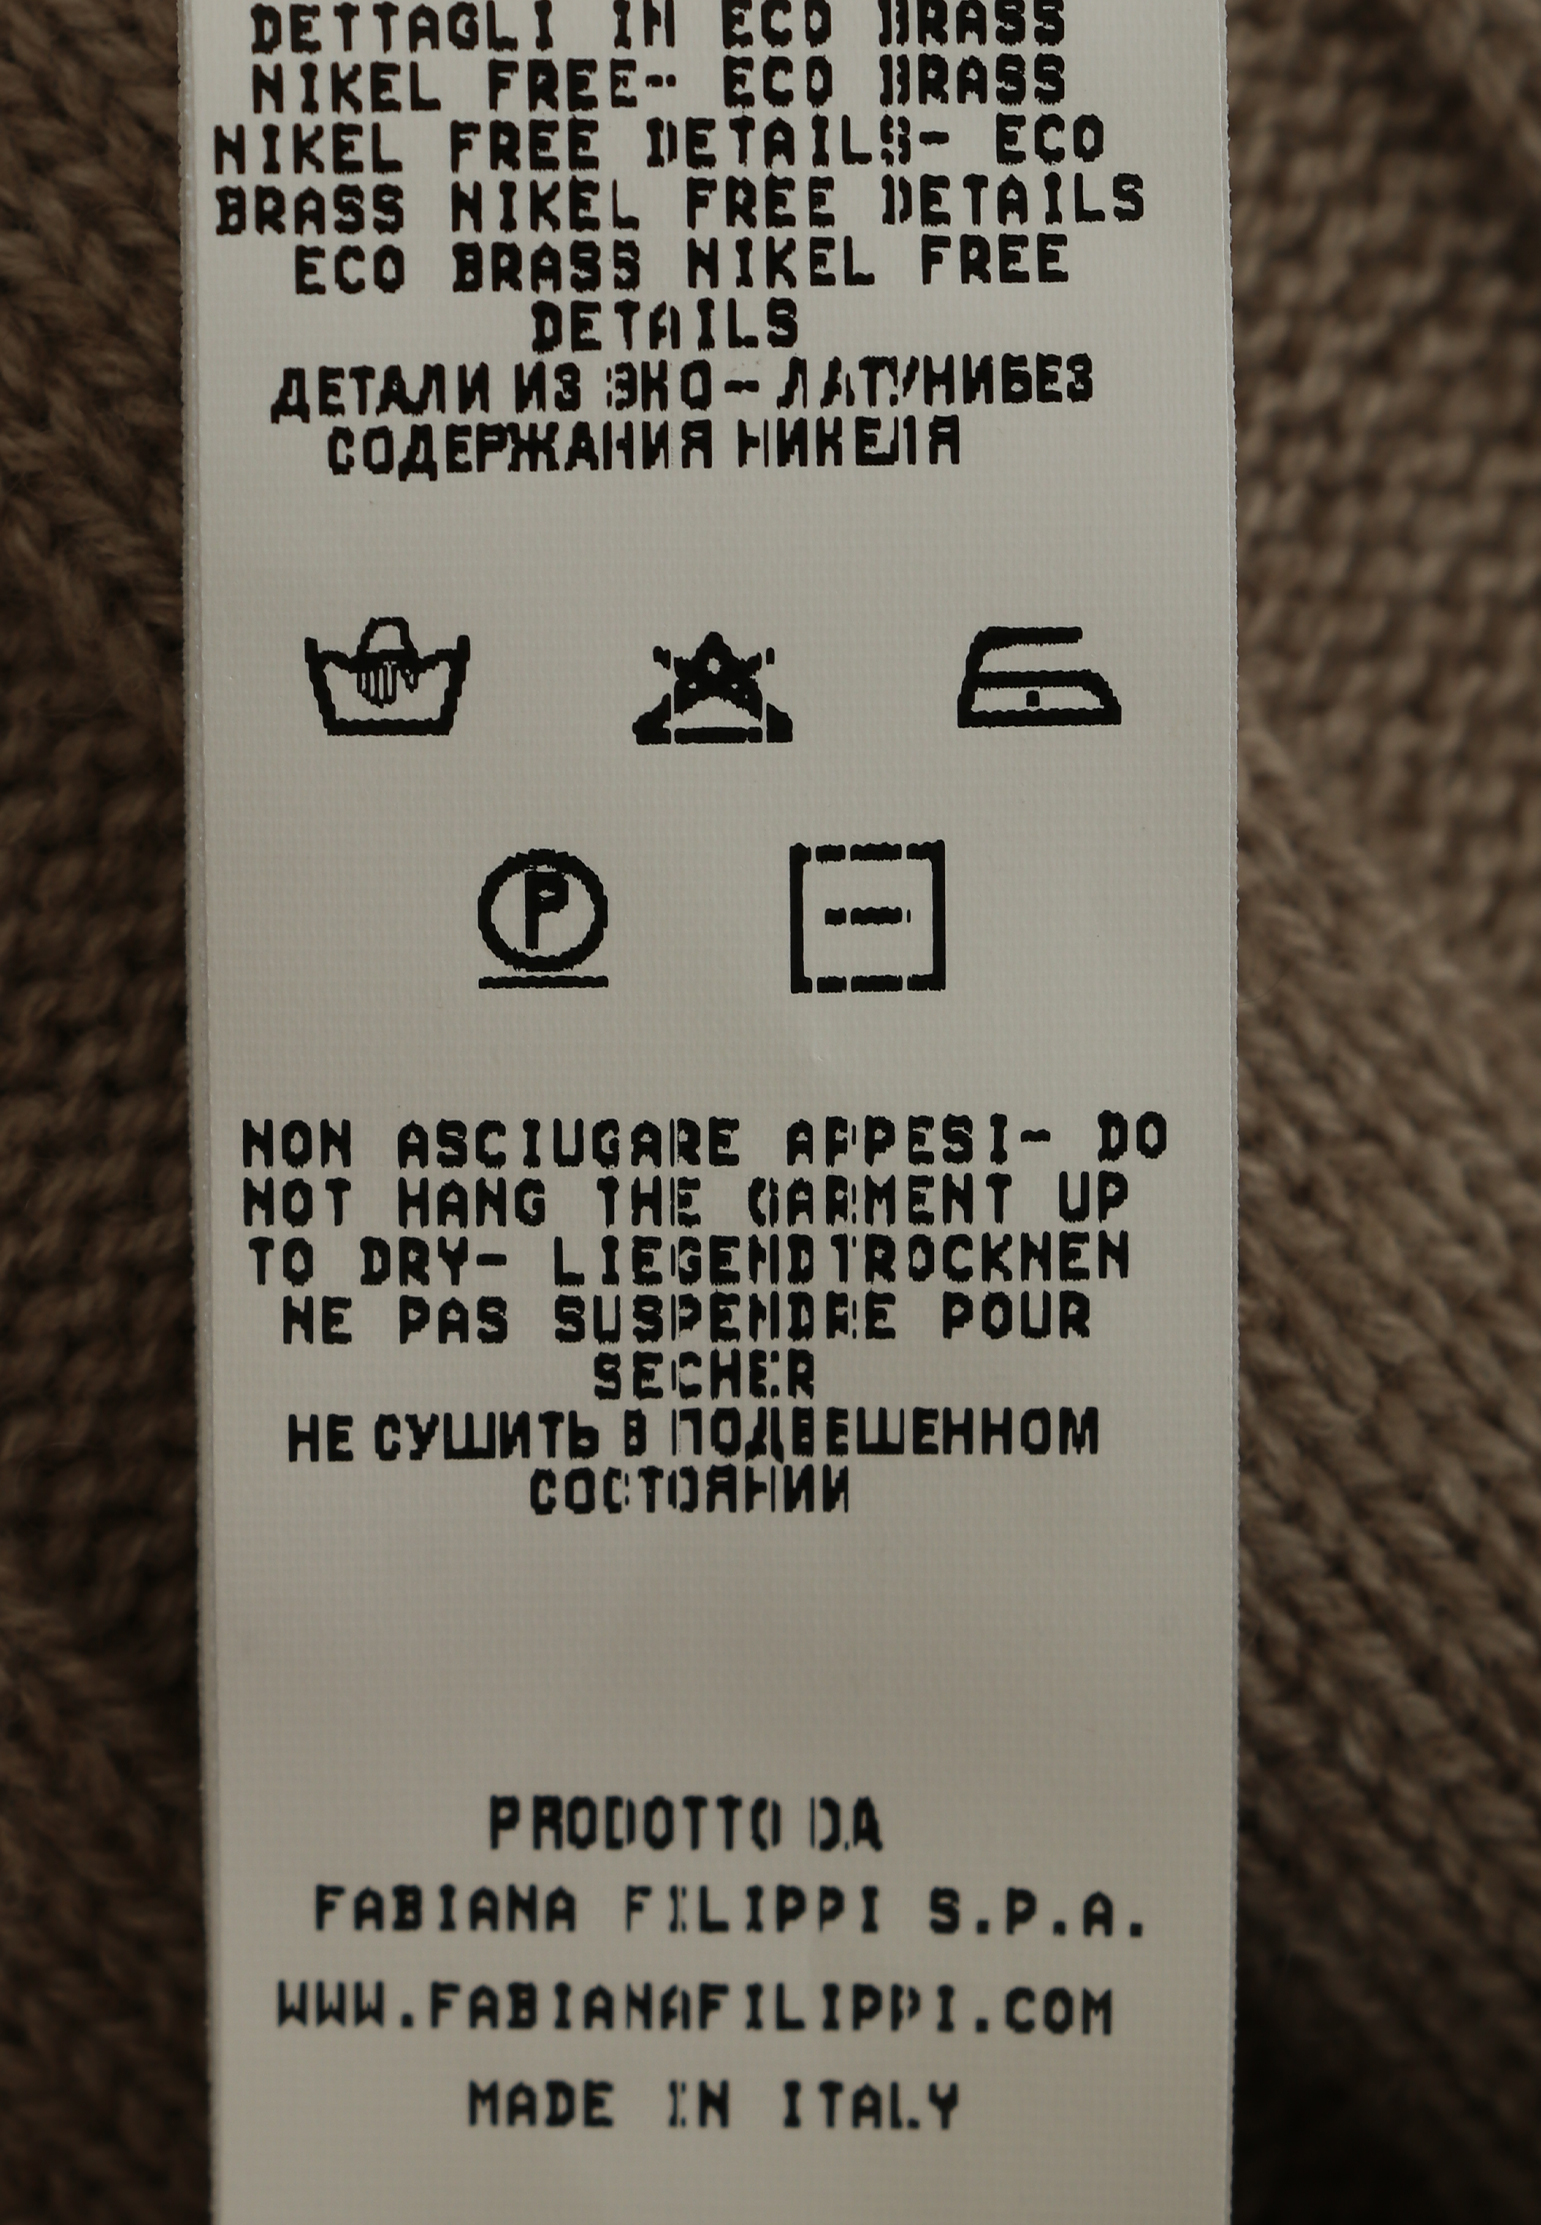 DETTAGLI IN ECO BRASS
NIKEL FREE- ECO BRASS
NIKEL FREE DETAILS- ECO
BRASS NIKEL FREE DETAILS
ECO BRASS NIKEL FREE
DETAILS
ДЕТАЛИ ИЗ ЭКО-ЛАТУНИБЕЗ
СОДЕРЖАНИЯ НИКЕЛЯ
P
NON ASCIUGARE APPESI- DO
NOT HANG THE GARMENT UP
TO DRY- LIEGENDTROCKNEN
NE PAS SUSPENDRE POUR
SECHER
НЕ СУШИТЬ В ПОДВЕШЕННОМ
СОСТОЯНИИ
PRODOTTO DA
FABIANA FILIPPI S.P.A.
WWW.FABIANAFILIPPI.COM
MADE IN ITALY